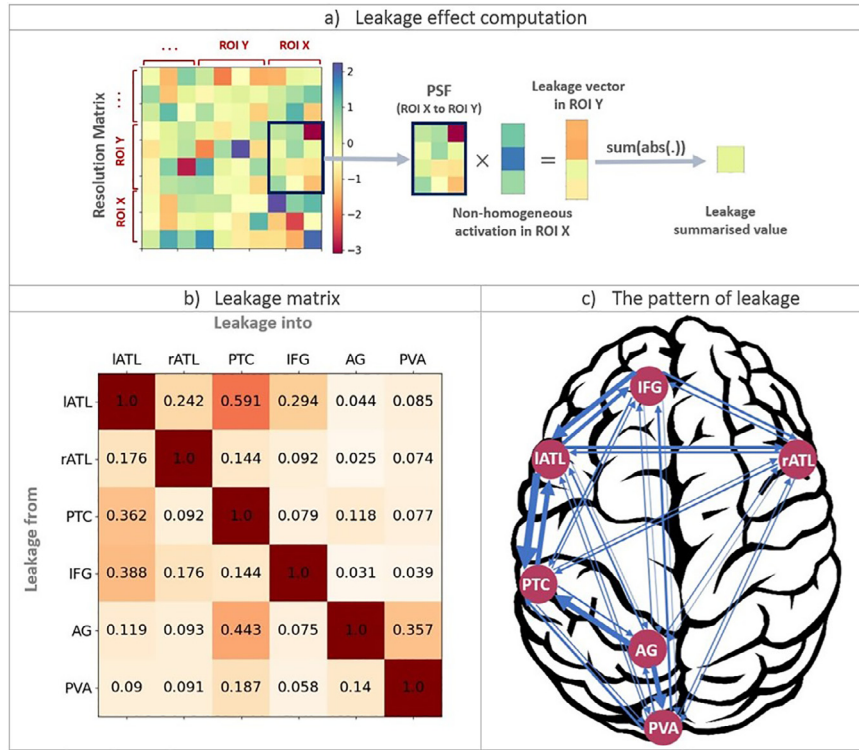 a) Leakage effect computation
... ROI Y ROI X
Resolution Matrix
...
ROI Y
ROI X
2
1
0
−1
−2
−3
PSF
(ROI X to ROI Y)
×
=
Leakage vector
in ROI Y
sum(abs(.))
Non-homogeneous
activation in ROI X
Leakage
summarised value
b) Leakage matrix
Leakage into
lATL rATL PTC IFG AG PVA
Leakage from
lATL 1.0 0.242 0.591 0.294 0.044 0.085
rATL 0.176 1.0 0.144 0.092 0.025 0.074
PTC 0.362 0.092 1.0 0.079 0.118 0.077
IFG 0.388 0.176 0.144 1.0 0.031 0.039
AG 0.119 0.093 0.443 0.075 1.0 0.357
PVA 0.09 0.091 0.187 0.058 0.14 1.0
c) The pattern of leakage
IFG
lATL rATL
PTC
AG
PVA